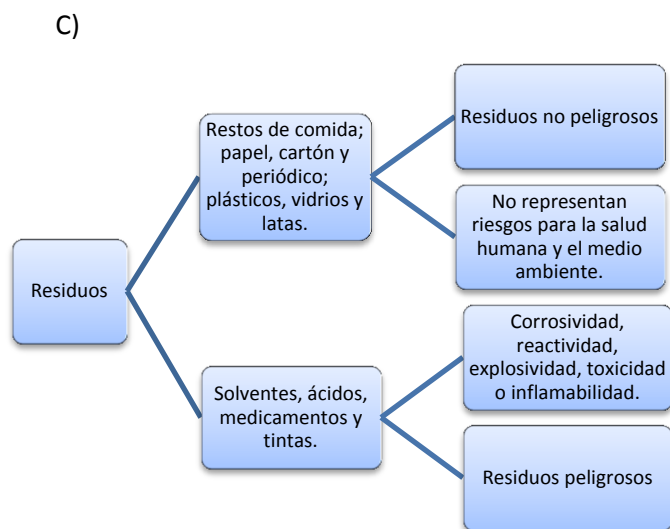 C)
Residuos
Restos de comida;
papel, cartón y
periódico;
plásticos, vidrios y
latas.
Residuos no peligrosos
No representan
riesgos para la salud
humana y el medio
ambiente.
Solventes, ácidos,
medicamentos y
tintas.
Corrosividad,
reactividad,
explosividad, toxicidad
o inflamabilidad.
Residuos peligrosos